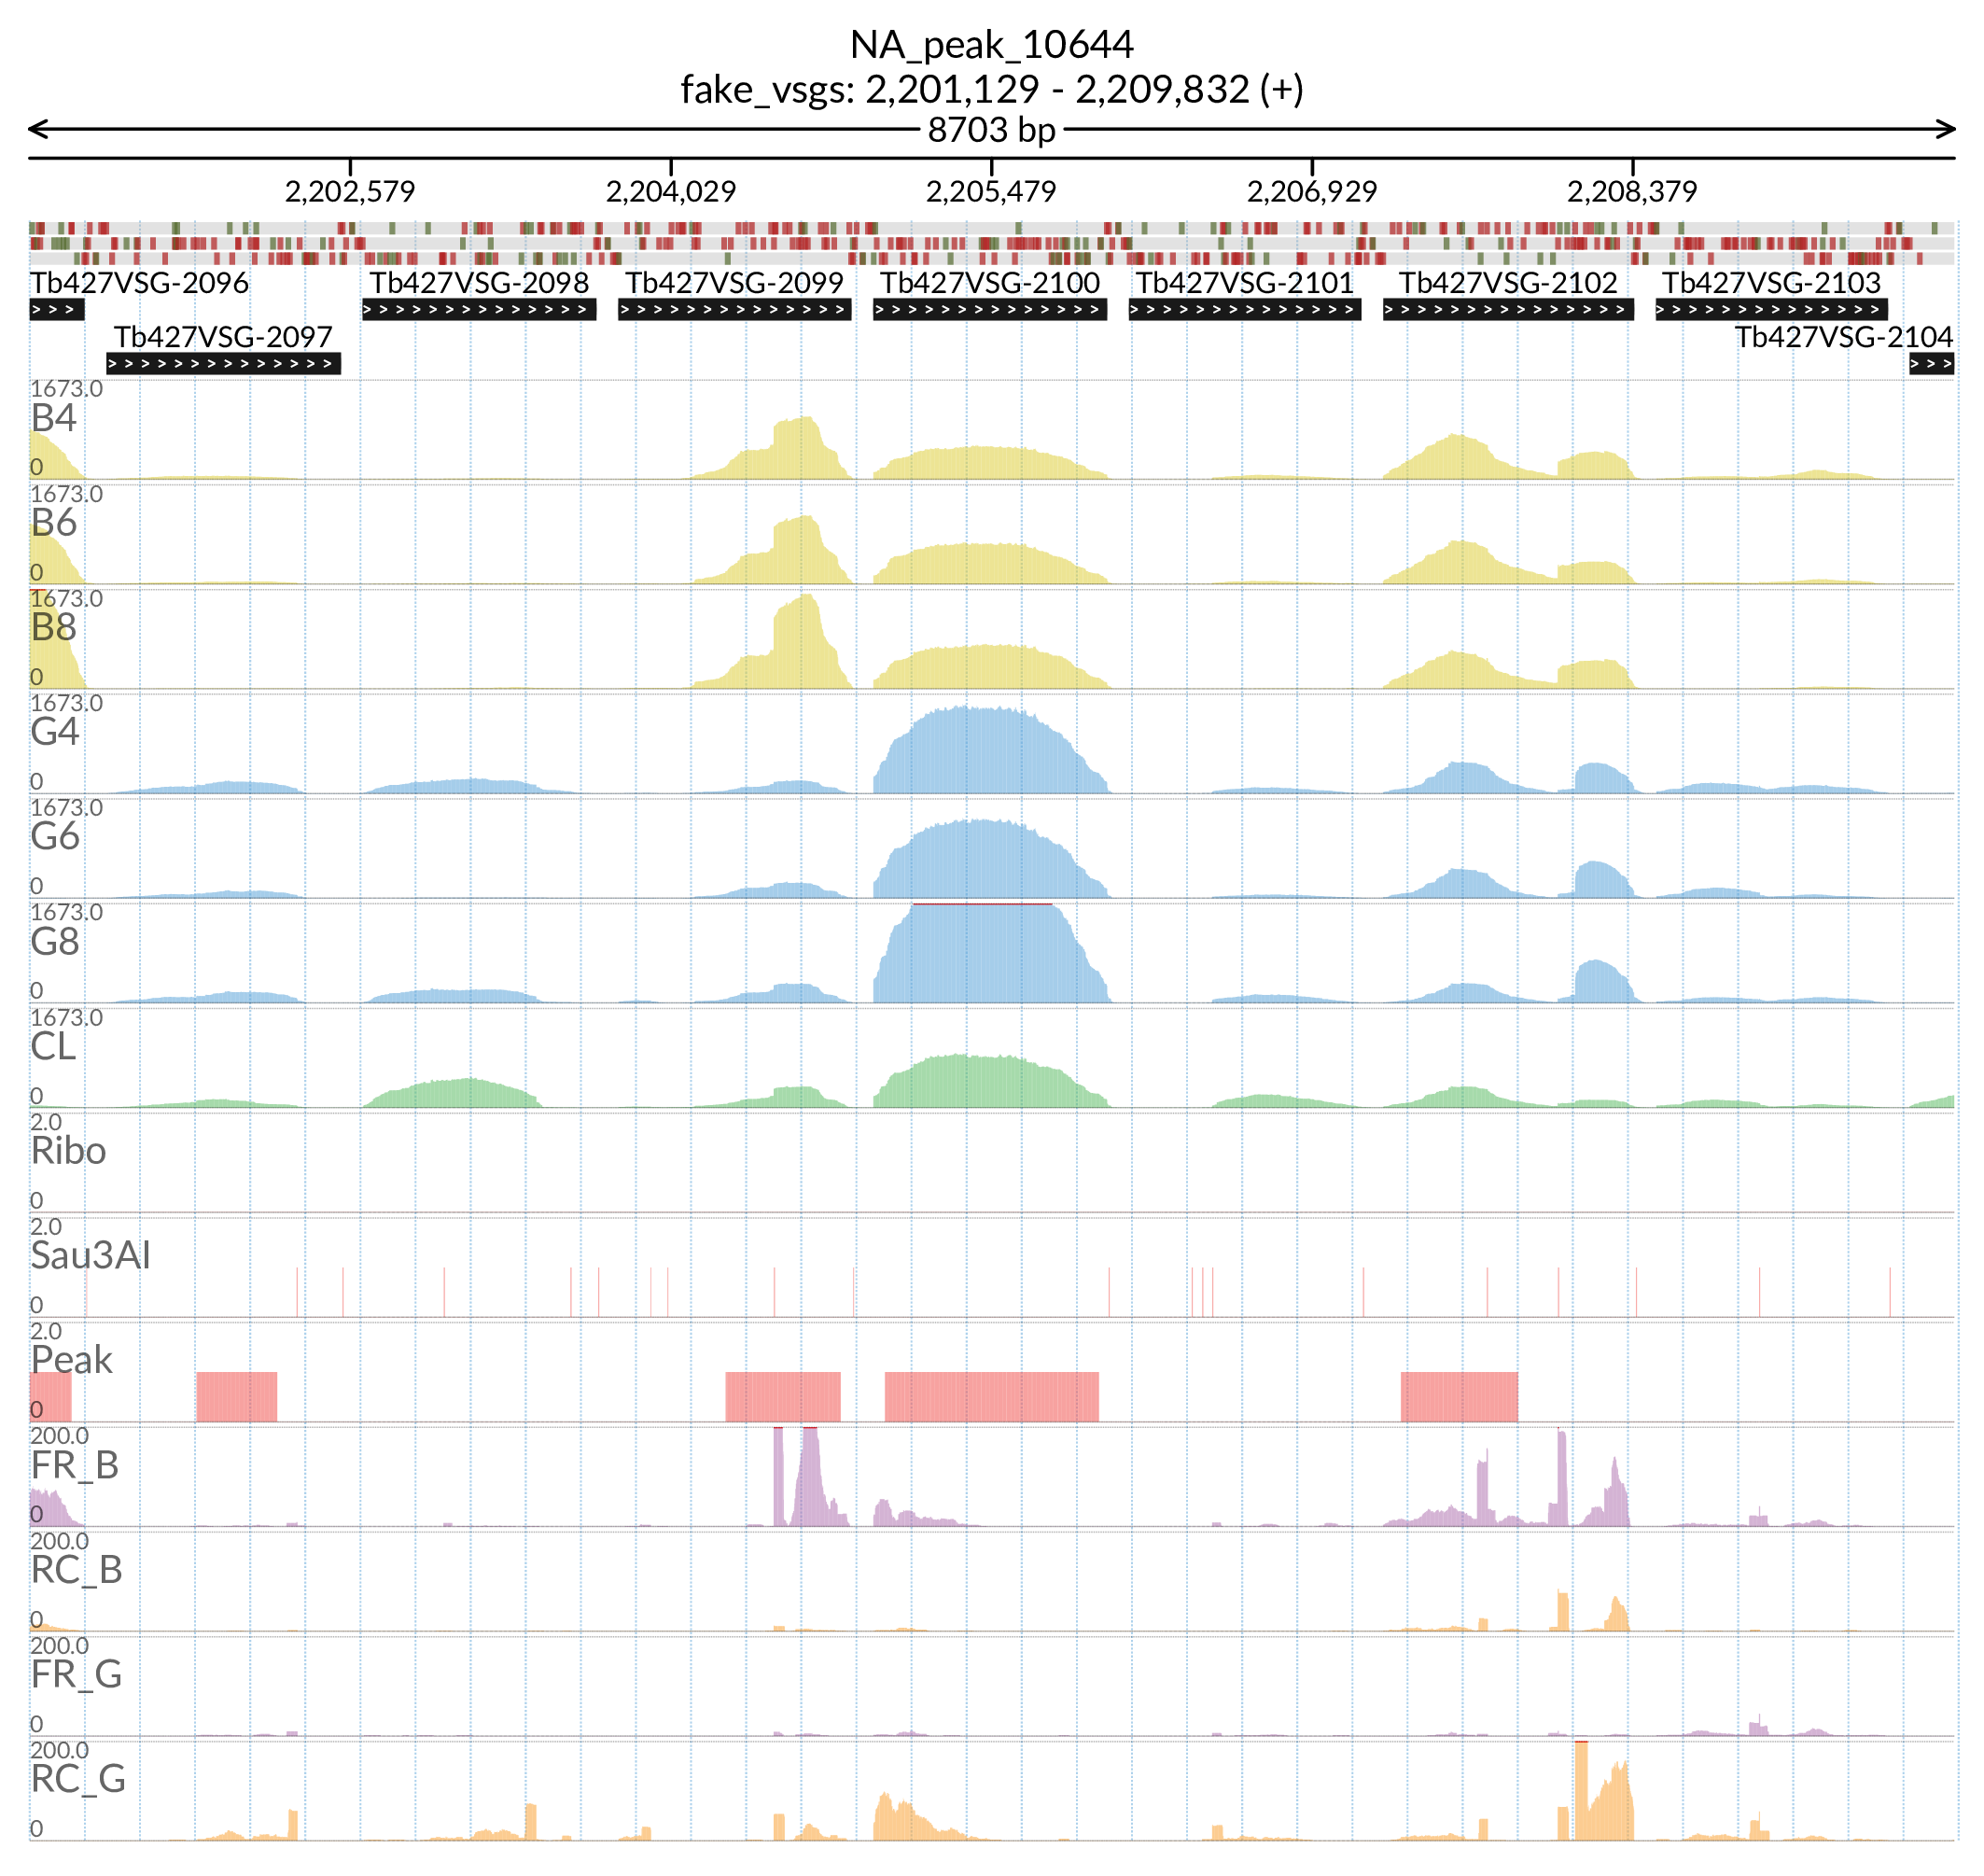 NA_peak_10644
fake_vsgs: 2,201,129 - 2,209,832 (+)
8703 bp
2,202,579 2,204,029 2,205,479 2,206,929 2,208,379
Tb427VSG-2096 Tb427VSG-2098 Tb427VSG-2099 Tb427VSG-2100 Tb427VSG-2101 Tb427VSG-2102 Tb427VSG-2103
Tb427VSG-2097 Tb427VSG-2104
1673.0
B4
0
1673.0
B6
0
1673.0
B8
0
1673.0
G4
0
1673.0
G6
0
1673.0
G8
0
1673.0
CL
0
2.0
Ribo
0
2.0
Sau3AI
0
2.0
Peak
0
200.0
FR_B
0
200.0
RC_B
0
200.0
FR_G
0
200.0
RC_G
0